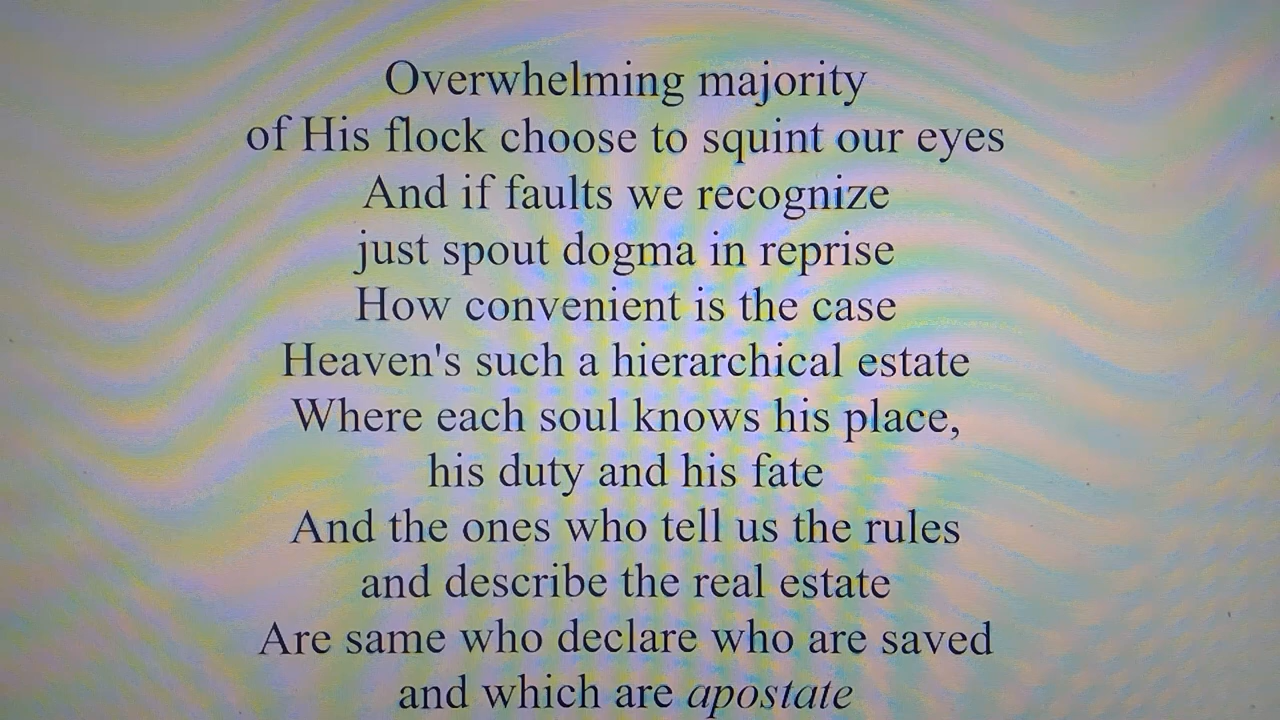 Overwhelming majority
of His flock choose to squint our eyes
And if faults we recognize
just spout dogma in reprise
How convenient is the case
Heaven's such a hierarchical estate
Where each soul knows his place,
his duty and his fate
And the ones who tell us the rules
and describe the real estate
Are same who declare who are saved
and which are apostate